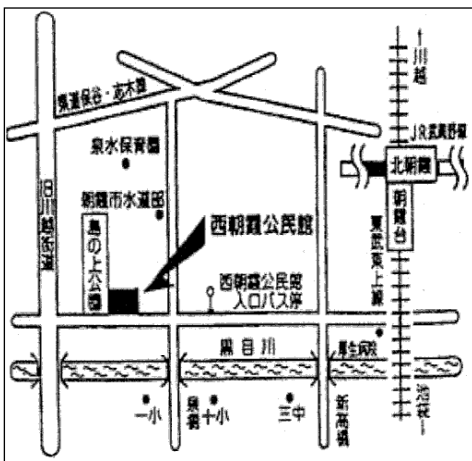 ↑川越
県道保谷・志木線
JR武蔵野線
泉水保育園
北朝霞
朝霞市水道部
朝霞台
旧川越街道
島の上公園
西朝霞公民館
東武東上線
西朝霞公民館
入口バス停
黒目川
厚生病院
一小
泉橋
十小
三中
新高橋